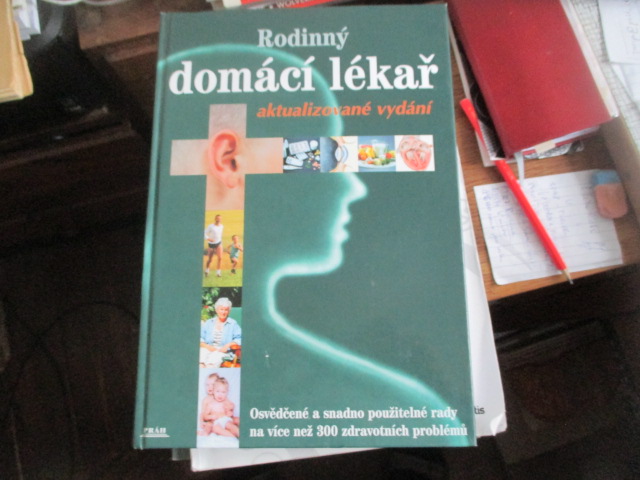 Rodinný
domácí lékař
aktualizované vydání
Osvědčené a snadno použitelné rady
na více než 300 zdravotních problémů